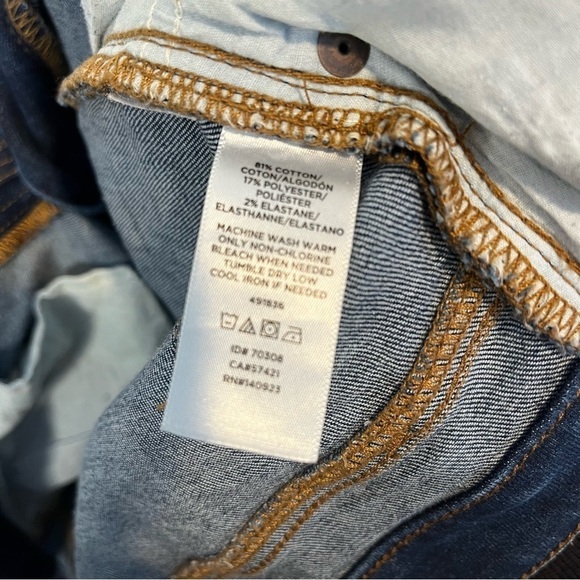 81% COTTON/
COTON/ALGODÓN
17% POLYESTER/
POLIÉSTER
2% ELASTANE/
ELASTHANNE/ELASTANO
MACHINE WASH WARM
ONLY NON-CHLORINE
BLEACH WHEN NEEDED
TUMBLE DRY LOW
COOL IRON IF NEEDED
491836
ID# 70308
CA#57421
RN#140923